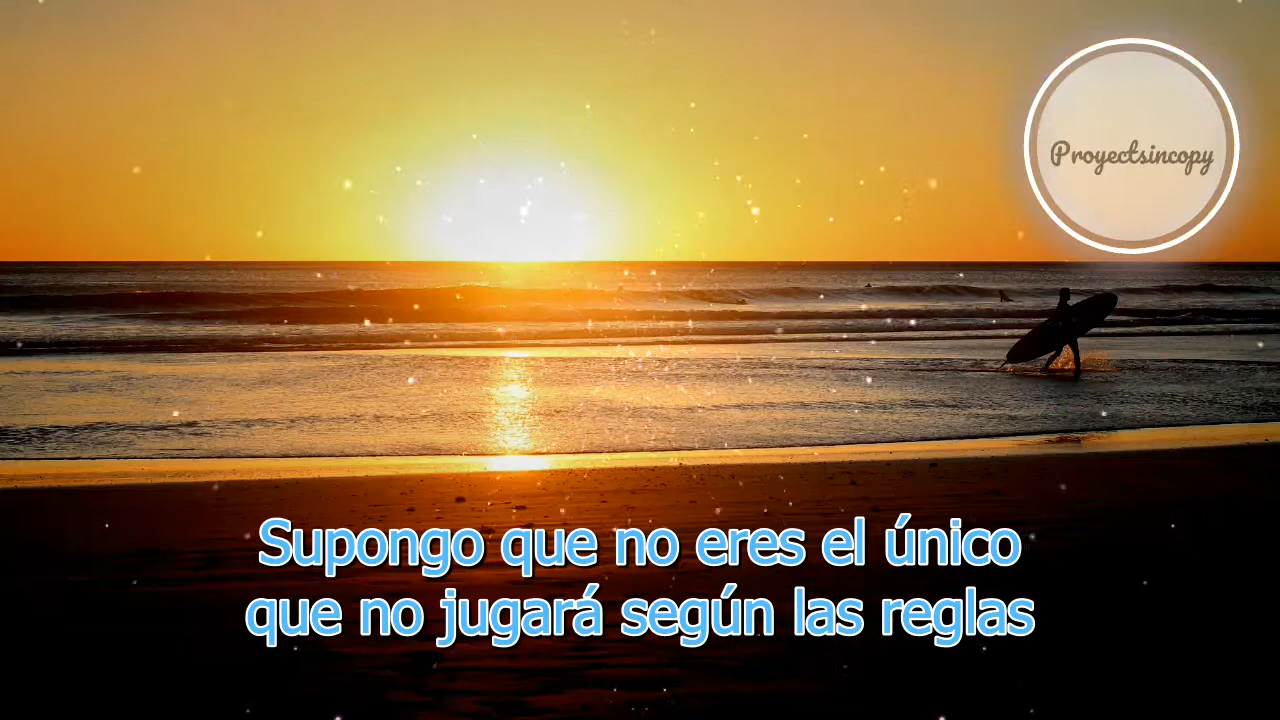 Proyectsincopy
Supongo que no eres el único
que no jugará según las reglas